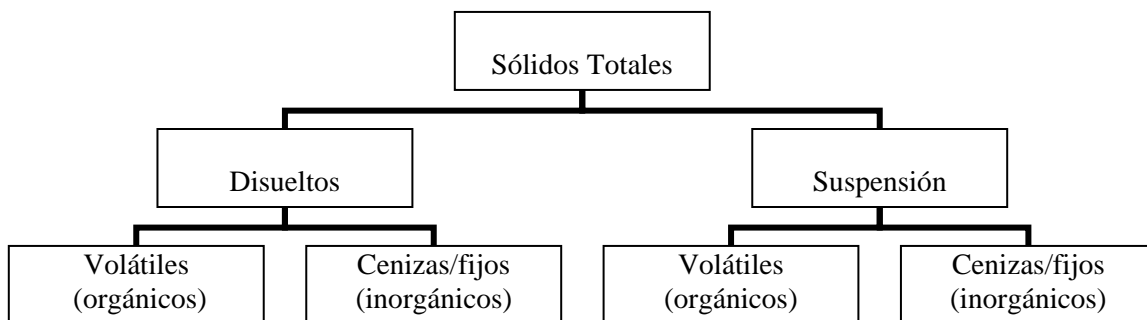 Sólidos Totales
Disueltos
Suspensión
Volátiles
(orgánicos)
Cenizas/fijos
(inorgánicos)
Volátiles
(orgánicos)
Cenizas/fijos
(inorgánicos)